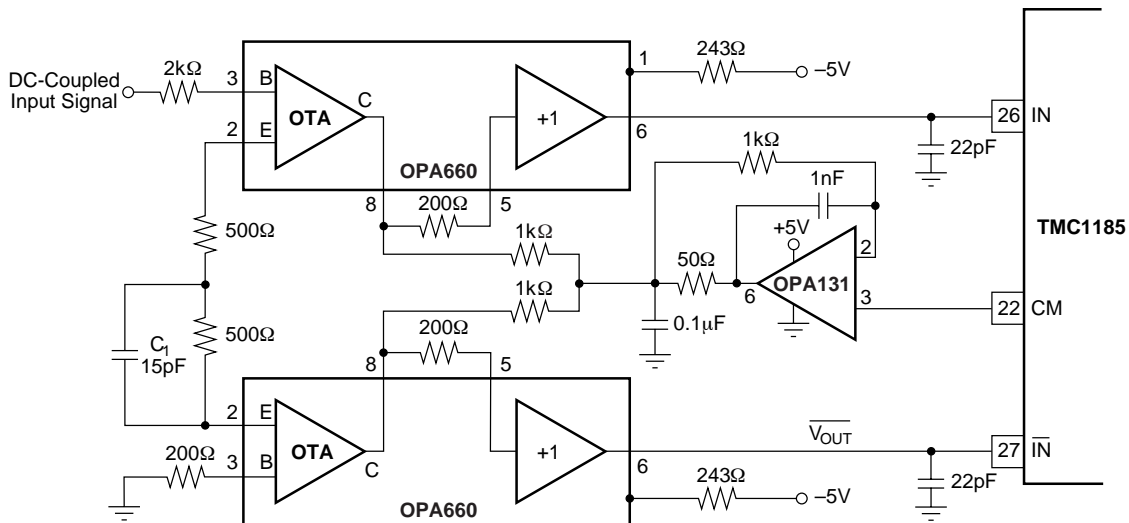 DC-Coupled
Input Signal
2kΩ
3
B
C
OTA
+1
1
243Ω
–5V
2
E
6
OPA660
26
IN
22pF
8
200Ω
5
1kΩ
1nF
TMC1185
500Ω
1kΩ
+5V
2
50Ω
6
OPA131
3
22
CM
1kΩ
0.1µF
500Ω
C1
15pF
200Ω
8
5
2
E
OTA
+1
VOUT
27
IN
200Ω
3
B
C
6
243Ω
–5V
22pF
OPA660